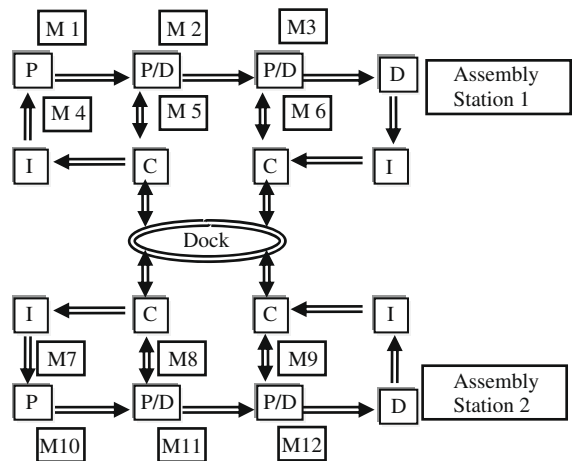 M 1 M 2 M3
P P/D P/D D Assembly
Station 1
M 4 M 5 M 6
I C C I
Dock
I C C I
M7 M8 M9
P P/D P/D D Assembly
Station 2
M10 M11 M12